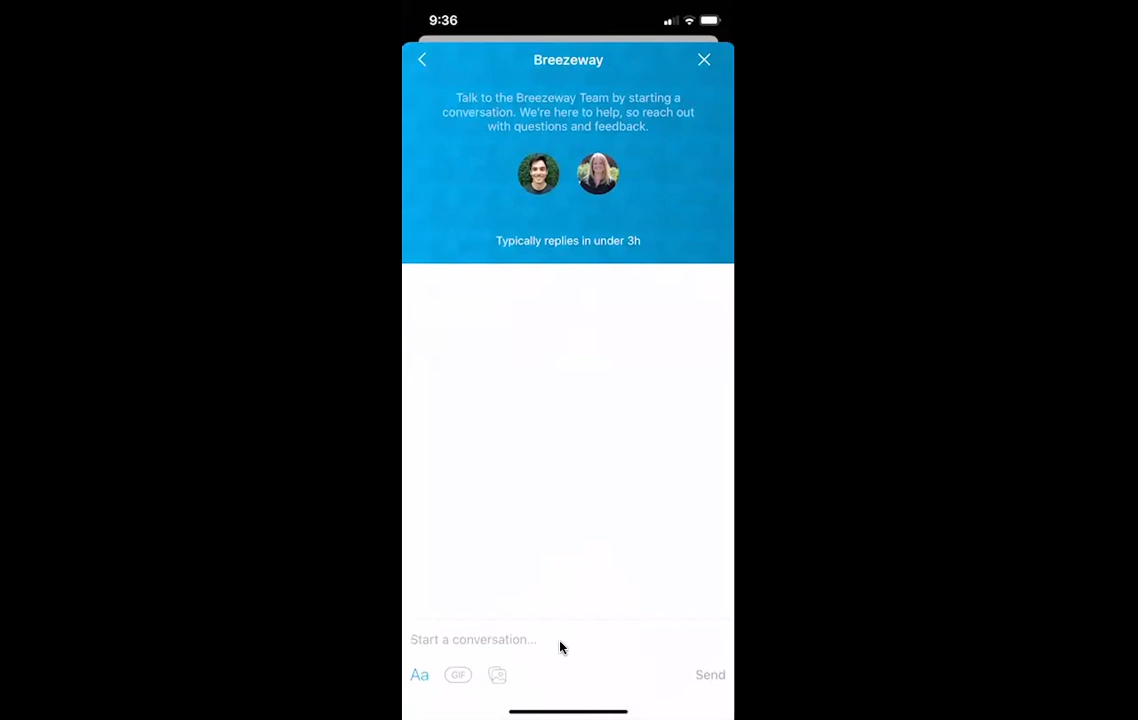 9:36
Breezeway
Talk to the Breezeway Team by starting a
conversation. We're here to help, so reach out
with questions and feedback.
Typically replies in under 3h
Start a conversation...
Aa GIF Send